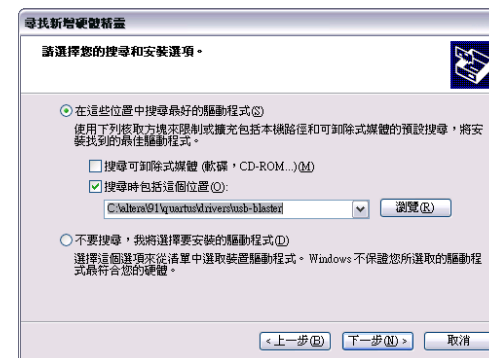 尋找新增硬體精靈
請選擇您的搜尋和安裝選項。
在這些位置中搜尋最好的驅動程式(S)
使用下列核取方塊來限制或擴充包括本機路徑和可卸除式媒體的預設搜尋，將安
裝找到的最佳驅動程式。
搜尋可卸除式媒體 (軟碟，CD-ROM...)(M)
搜尋時包括這個位置(O):
C:\altera\91\quartus\drivers\usb-blaster
瀏覽(R)
不要搜尋，我將選擇要安裝的驅動程式(D)
選擇這個選項來從清單中選取裝置驅動程式。Windows 不保證您所選取的驅動程
式最符合您的硬體。
<上一步(B) 下一步(N)> 取消